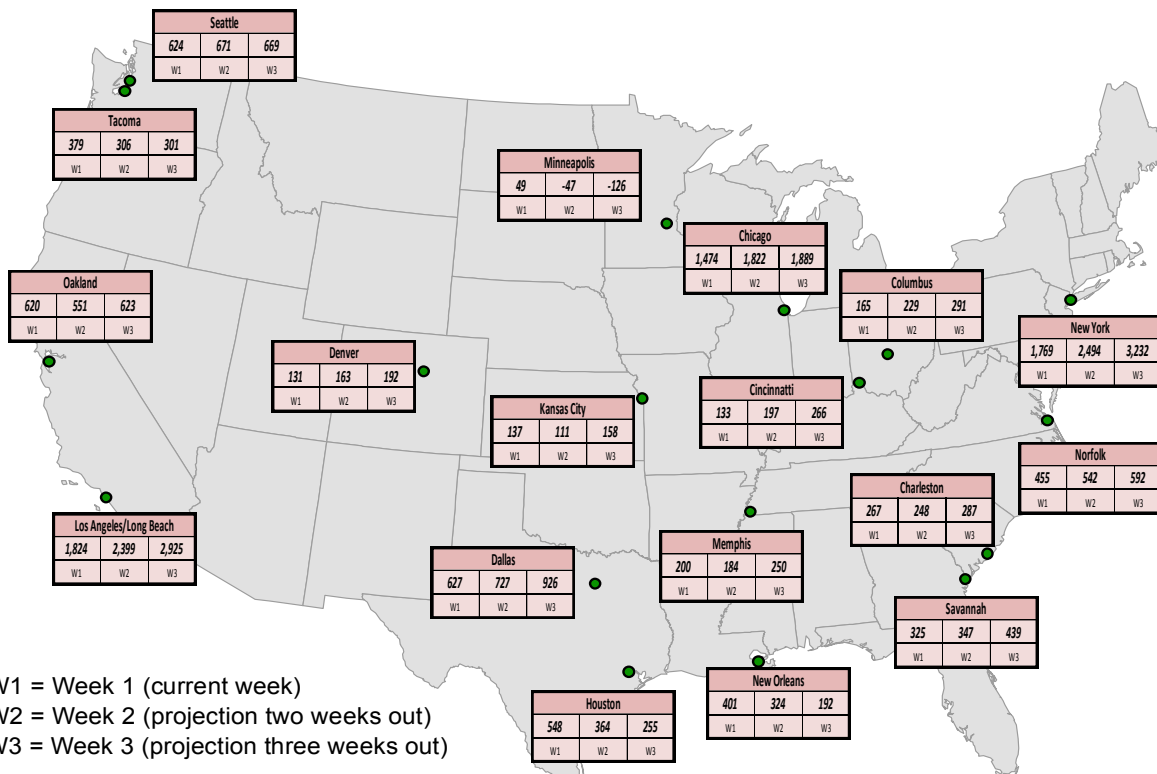 Seattle
624 671 669
W1 W2 W3
Tacoma
379 306 301
W1 W2 W3
Minneapolis
49 -47 -126
W1 W2 W3
Chicago
1,474 1,822 1,889
W1 W2 W3
Oakland
620 551 623
W1 W2 W3
Columbus
165 229 291
W1 W2 W3
New York
1,769 2,494 3,232
W1 W2 W3
Denver
131 163 192
W1 W2 W3
Cincinnatti
133 197 266
W1 W2 W3
Kansas City
137 111 158
W1 W2 W3
Norfolk
455 542 592
W1 W2 W3
Charleston
267 248 287
W1 W2 W3
Los Angeles/Long Beach
1,824 2,399 2,925
W1 W2 W3
Memphis
200 184 250
W1 W2 W3
Dallas
627 727 926
W1 W2 W3
Savannah
325 347 439
W1 W2 W3
New Orleans
401 324 192
W1 W2 W3
Houston
548 364 255
W1 W2 W3
W1 = Week 1 (current week)
W2 = Week 2 (projection two weeks out)
W3 = Week 3 (projection three weeks out)